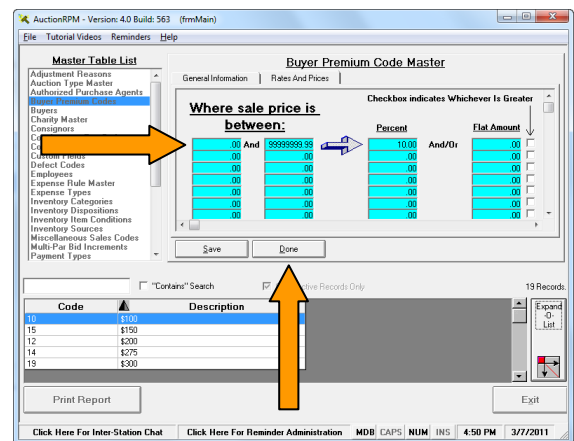 AuctionRPM - Version: 4.0 Build: 563 (frmMain)
File Tutorial Videos Reminders Help
Master Table List
Adjustment Reasons
Auction Type Master
Authorized Purchase Agents
Buyer Premium Codes
Buyers
Charity Master
Consignors
Custom Fields
Defect Codes
Employees
Expense Rule Master
Expense Types
Inventory Categories
Inventory Dispositions
Inventory Item Conditions
Inventory Sources
Miscellaneous Sales Codes
Multi-Par Bid Increments
Payment Types
Buyer Premium Code Master
General Information Rates And Prices
Checkbox indicates Whichever Is Greater
Where sale price is between:
Percent Flat Amount
.00 And 99999999.99 10.00 And/Or .00
.00 .00 .00 .00
.00 .00 .00 .00
.00 .00 .00 .00
.00 .00 .00 .00
.00 .00 .00 .00
.00 .00 .00 .00
Save Done
"Contains" Search Active Records Only 19 Records.
Code Description
10 $100
15 $150
12 $200
14 $275
19 $300
Expand
-0-
List
Print Report Exit
Click Here For Inter-Station Chat Click Here For Reminder Administration MDB CAPS NUM INS 4:50 PM 3/7/2011